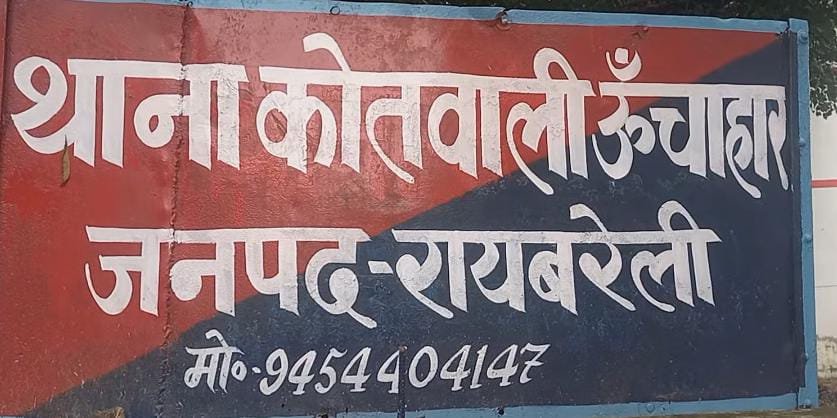 थाना कोतवाली ऊँचाहार
जनपद-रायबरेली
मो०-9454404147